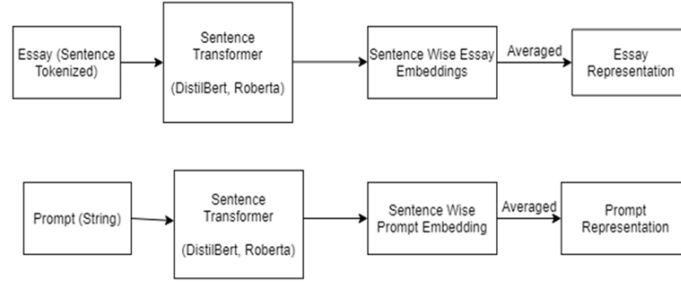 Essay (Sentence
Tokenized)
Sentence
Transformer
(DistilBert, Roberta)
Sentence Wise Essay
Embeddings
Averaged
Essay
Representation
Prompt (String)
Sentence
Transformer
(DistilBert, Roberta)
Sentence Wise
Prompt Embedding
Averaged
Prompt
Representation